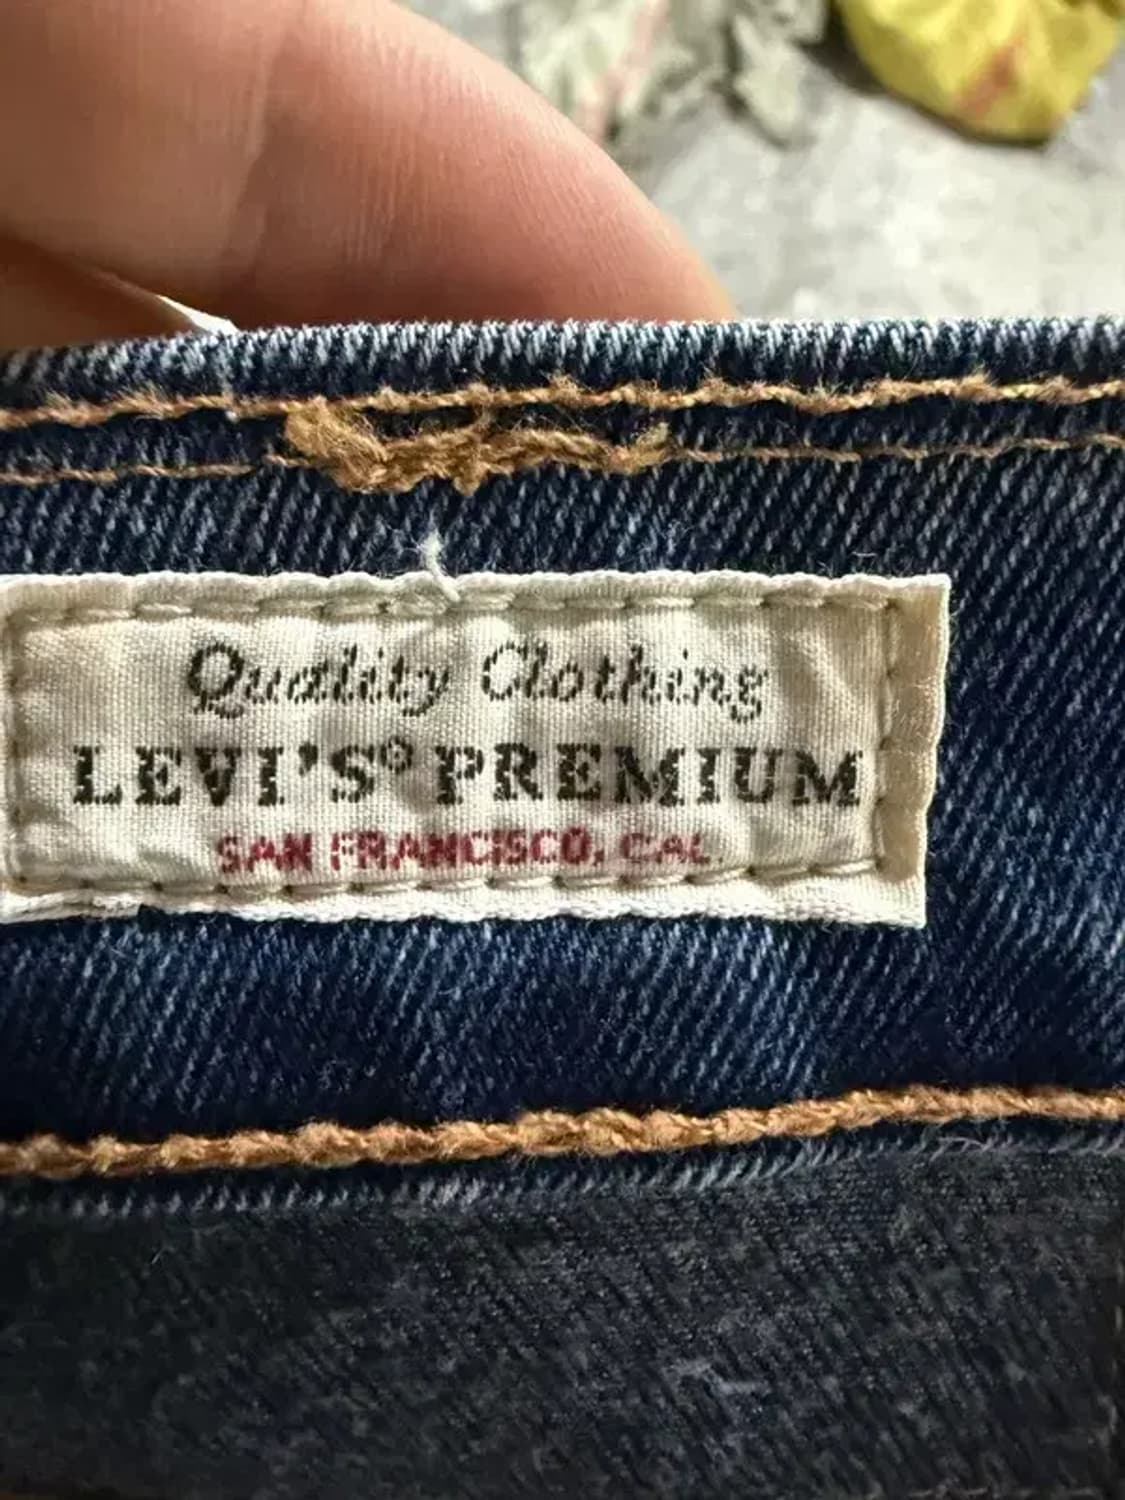 Quality Clothing
LEVI'S® PREMIUM
SAN FRANCISCO, CAL.